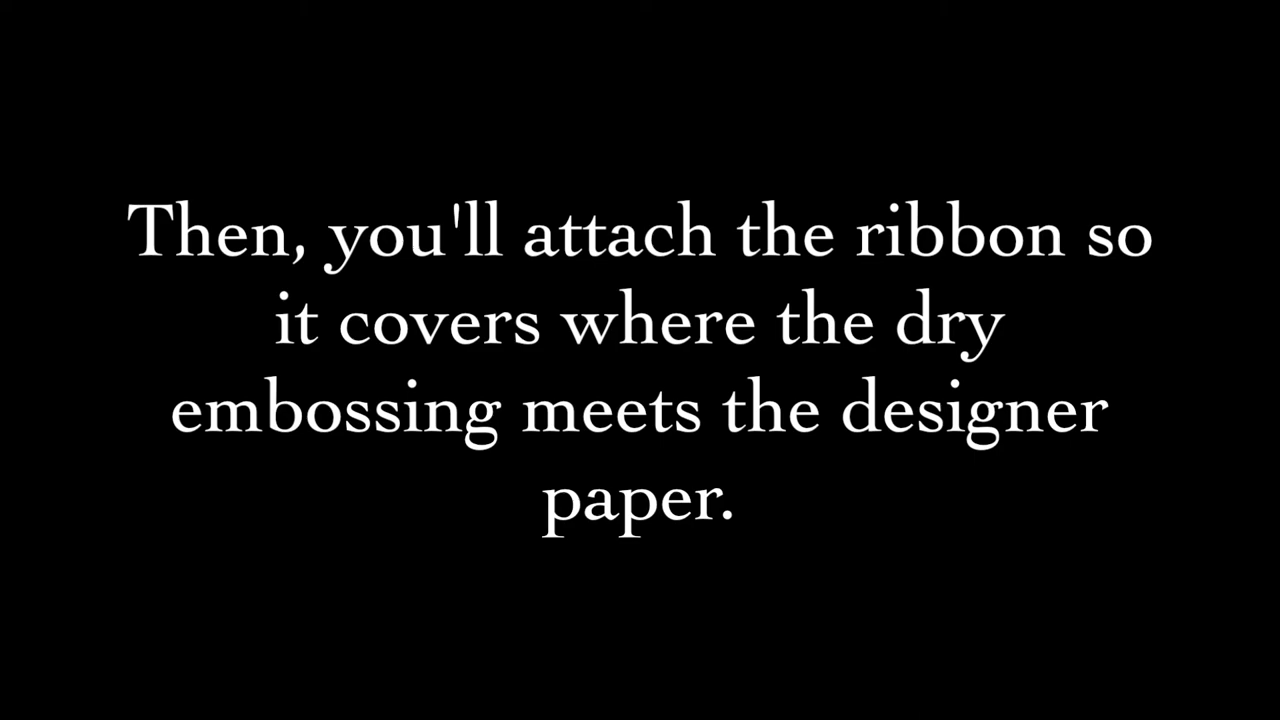 Then, you'll attach the ribbon so
it covers where the dry
embossing meets the designer
paper.